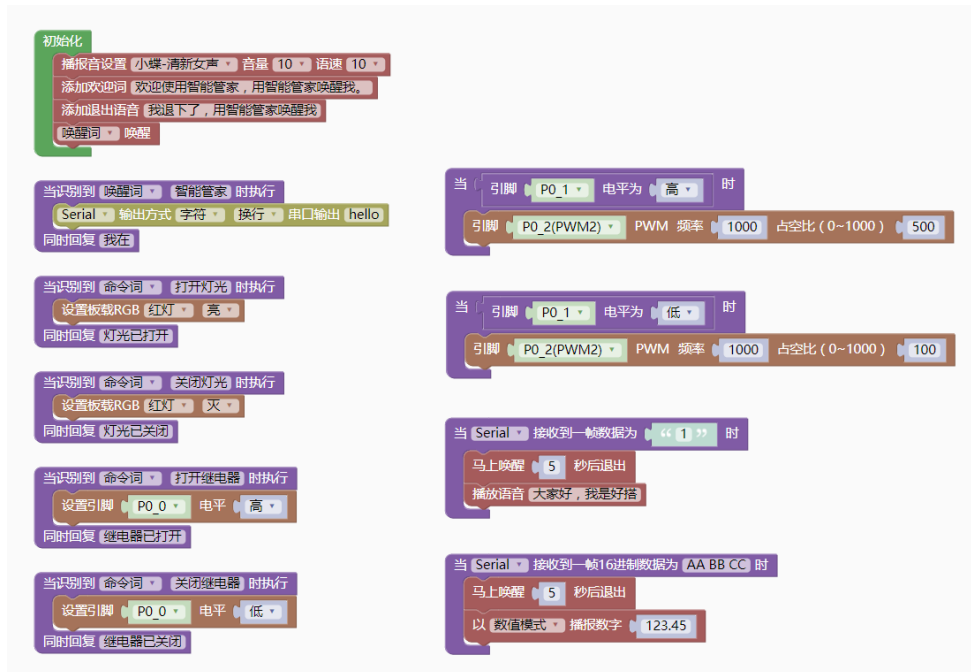 初始化
播报音设置 小蝶-清新女声 音量 10 语速 10
添加欢迎词 欢迎使用智能管家，用智能管家唤醒我。
添加退出语音 我退下了，用智能管家唤醒我
唤醒词 唤醒
当识别到 唤醒词 智能管家 时执行
Serial 输出方式 字符 换行 串口输出 hello
同时回复 我在
当识别到 命令词 打开灯光 时执行
设置板载RGB 红灯 亮
同时回复 灯光已打开
当识别到 命令词 关闭灯光 时执行
设置板载RGB 红灯 灭
同时回复 灯光已关闭
当识别到 命令词 打开继电器 时执行
设置引脚 P0_0 电平 高
同时回复 继电器已打开
当识别到 命令词 关闭继电器 时执行
设置引脚 P0_0 电平 低
同时回复 继电器已关闭
当 引脚 P0_1 电平为 高 时
引脚 P0_2(PWM2) PWM 频率 1000 占空比（0~1000） 500
当 引脚 P0_1 电平为 低 时
引脚 P0_2(PWM2) PWM 频率 1000 占空比（0~1000） 100
当 Serial 接收到一帧数据为 “ 1 ” 时
马上唤醒 5 秒后退出
播放语音 大家好，我是好搭
当 Serial 接收到一帧16进制数据为 AA BB CC 时
马上唤醒 5 秒后退出
以 数值模式 播报数字 123.45